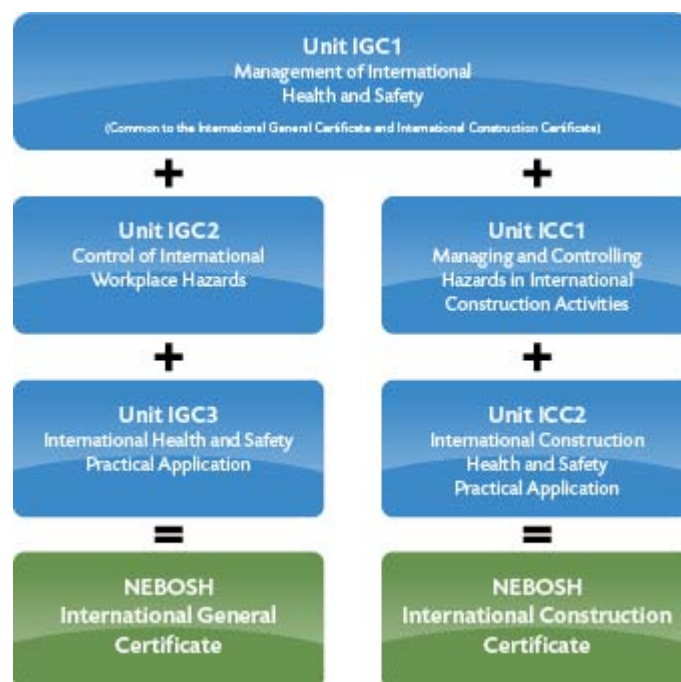 Unit IGC1
Management of International
Health and Safety
(Common to the International General Certificate and International Construction Certificate)
+
+
Unit IGC2
Control of International
Workplace Hazards
Unit ICC1
Managing and Controlling
Hazards in International
Construction Activities
+
+
Unit IGC3
International Health and Safety
Practical Application
Unit ICC2
International Construction
Health and Safety
Practical Application
=
=
NEBOSH
International General
Certificate
NEBOSH
International Construction
Certificate